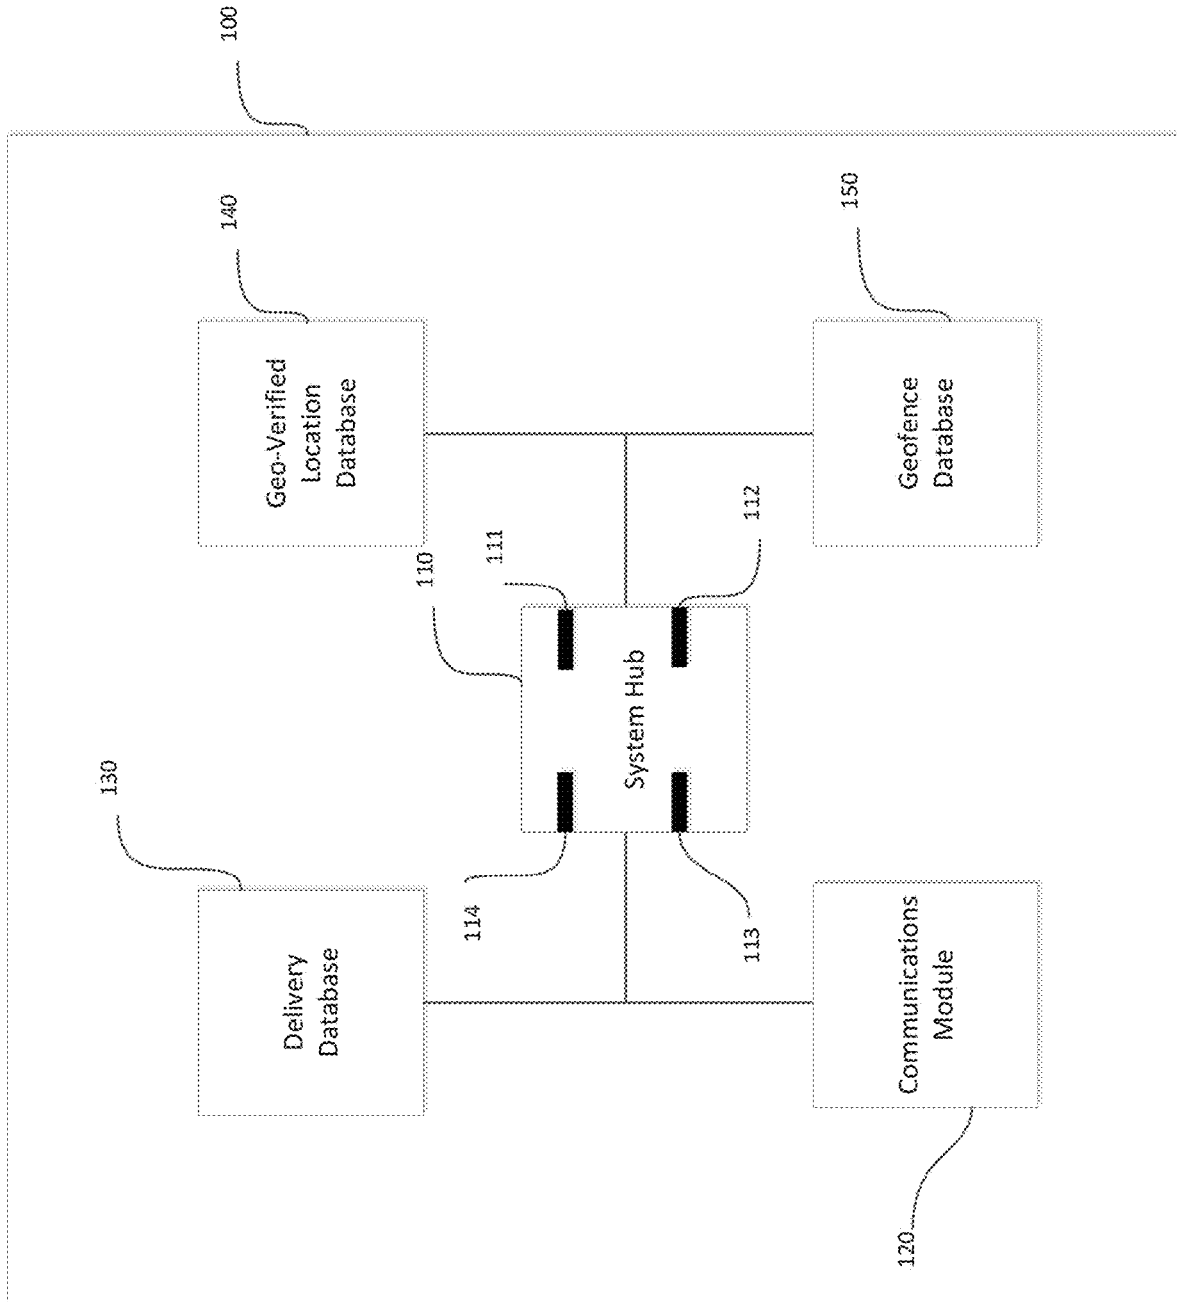 100
130
Delivery
Database
140
Geo-Verified
Location
Database
110
114
111
System Hub
113
112
120
Communications
Module
150
Geofence
Database